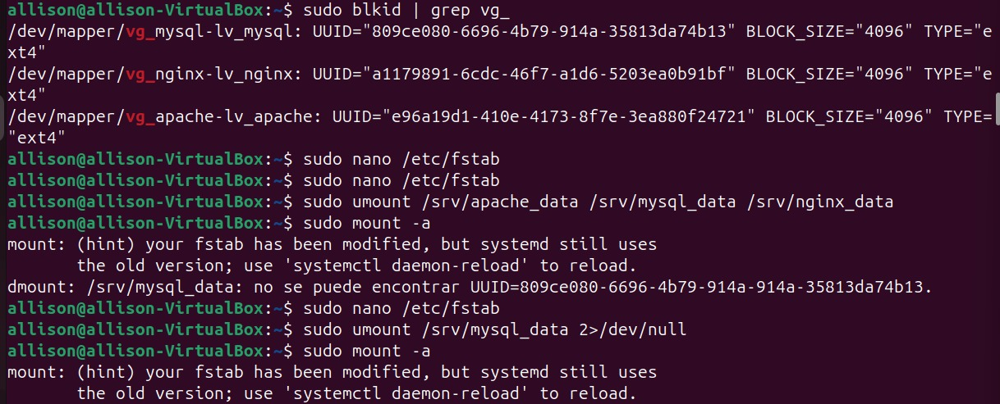 allison@allison-VirtualBox:~$ sudo blkid | grep vg_
/dev/mapper/vg_mysql-lv_mysql: UUID="809ce080-6696-4b79-914a-35813da74b13" BLOCK_SIZE="4096" TYPE="e
xt4"
/dev/mapper/vg_nginx-lv_nginx: UUID="a1179891-6cdc-46f7-a1d6-5203ea0b91bf" BLOCK_SIZE="4096" TYPE="e
xt4"
/dev/mapper/vg_apache-lv_apache: UUID="e96a19d1-410e-4173-8f7e-3ea880f24721" BLOCK_SIZE="4096" TYPE=
"ext4"
allison@allison-VirtualBox:~$ sudo nano /etc/fstab
allison@allison-VirtualBox:~$ sudo nano /etc/fstab
allison@allison-VirtualBox:~$ sudo umount /srv/apache_data /srv/mysql_data /srv/nginx_data
allison@allison-VirtualBox:~$ sudo mount -a
mount: (hint) your fstab has been modified, but systemd still uses
       the old version; use 'systemctl daemon-reload' to reload.
dmount: /srv/mysql_data: no se puede encontrar UUID=809ce080-6696-4b79-914a-914a-35813da74b13.
allison@allison-VirtualBox:~$ sudo nano /etc/fstab
allison@allison-VirtualBox:~$ sudo umount /srv/mysql_data 2>/dev/null
allison@allison-VirtualBox:~$ sudo mount -a
mount: (hint) your fstab has been modified, but systemd still uses
       the old version; use 'systemctl daemon-reload' to reload.